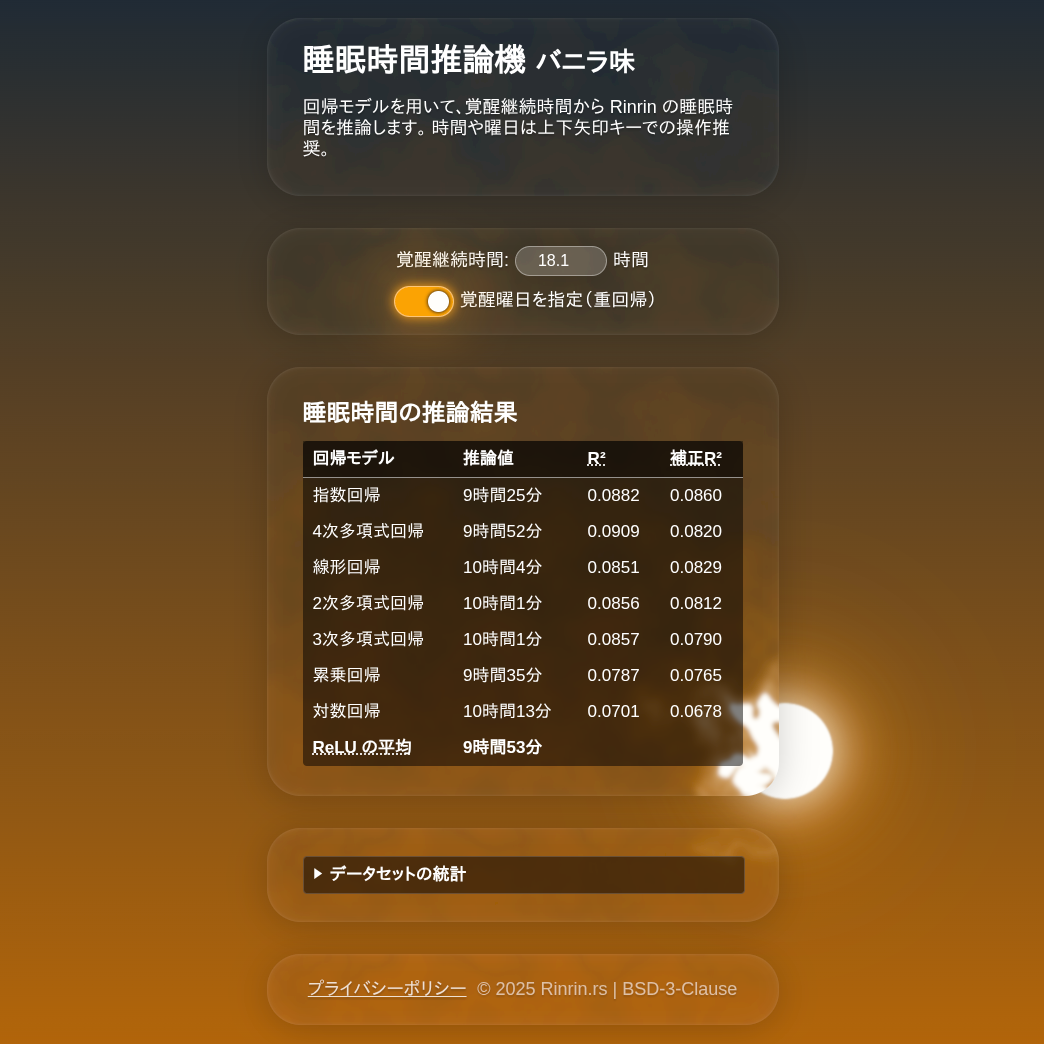 睡眠時間推論機 バニラ味
回帰モデルを用いて、覚醒継続時間から Rinrin の睡眠時
間を推論します。時間や曜日は上下矢印キーでの操作推
奨。
覚醒継続時間: 18.1 時間
覚醒曜日を指定（重回帰）
睡眠時間の推論結果
回帰モデル 推論値 R² 補正R²
指数回帰 9時間25分 0.0882 0.0860
4次多項式回帰 9時間52分 0.0909 0.0820
線形回帰 10時間4分 0.0851 0.0829
2次多項式回帰 10時間1分 0.0856 0.0812
3次多項式回帰 10時間1分 0.0857 0.0790
累乗回帰 9時間35分 0.0787 0.0765
対数回帰 10時間13分 0.0701 0.0678
ReLU の平均 9時間53分
▶ データセットの統計
プライバシーポリシー © 2025 Rinrin.rs | BSD-3-Clause